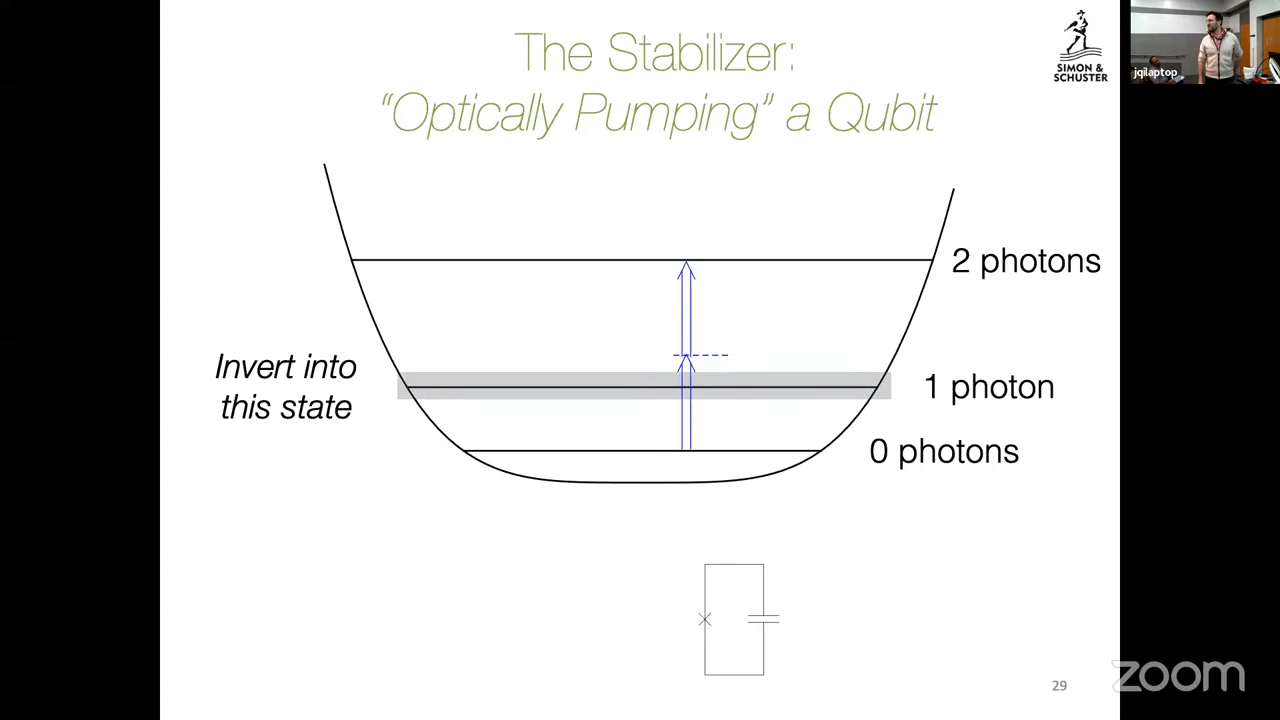 The Stabilizer:
“Optically Pumping” a Qubit
SIMON &
SCHUSTER
jqilaptop
2 photons
Invert into
this state
1 photon
0 photons
29
zoom